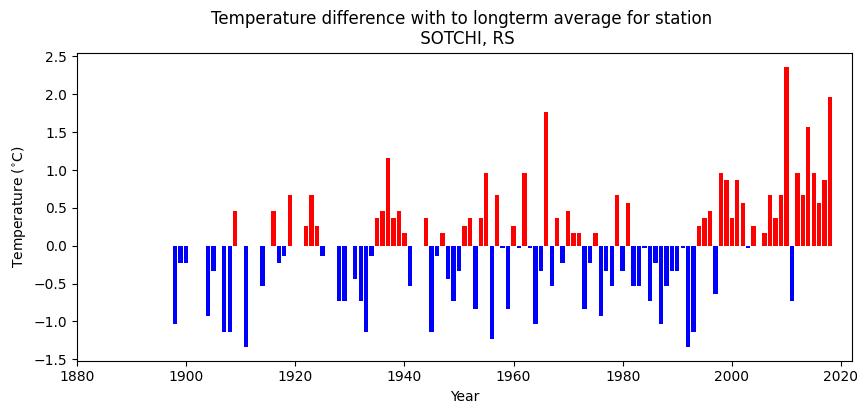 Temperature difference with to longterm average for station
SOTCHI, RS
2.5
2.0
1.5
1.0
0.5
0.0
−0.5
−1.0
−1.5
Temperature (°C)
1880 1900 1920 1940 1960 1980 2000 2020
Year